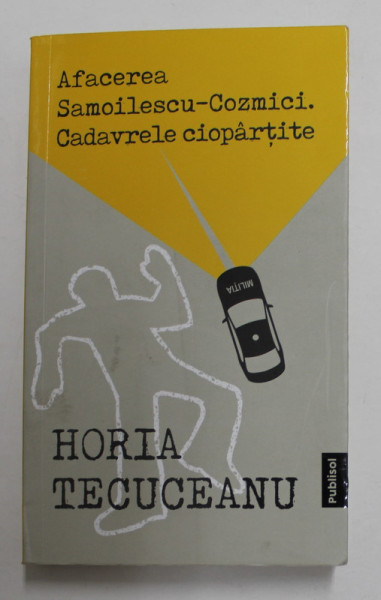 Afacerea
Samoilescu-Cozmici.
Cadavrele ciopârțite
MILIȚIA
HORIA
TECUCEANU
Publisol